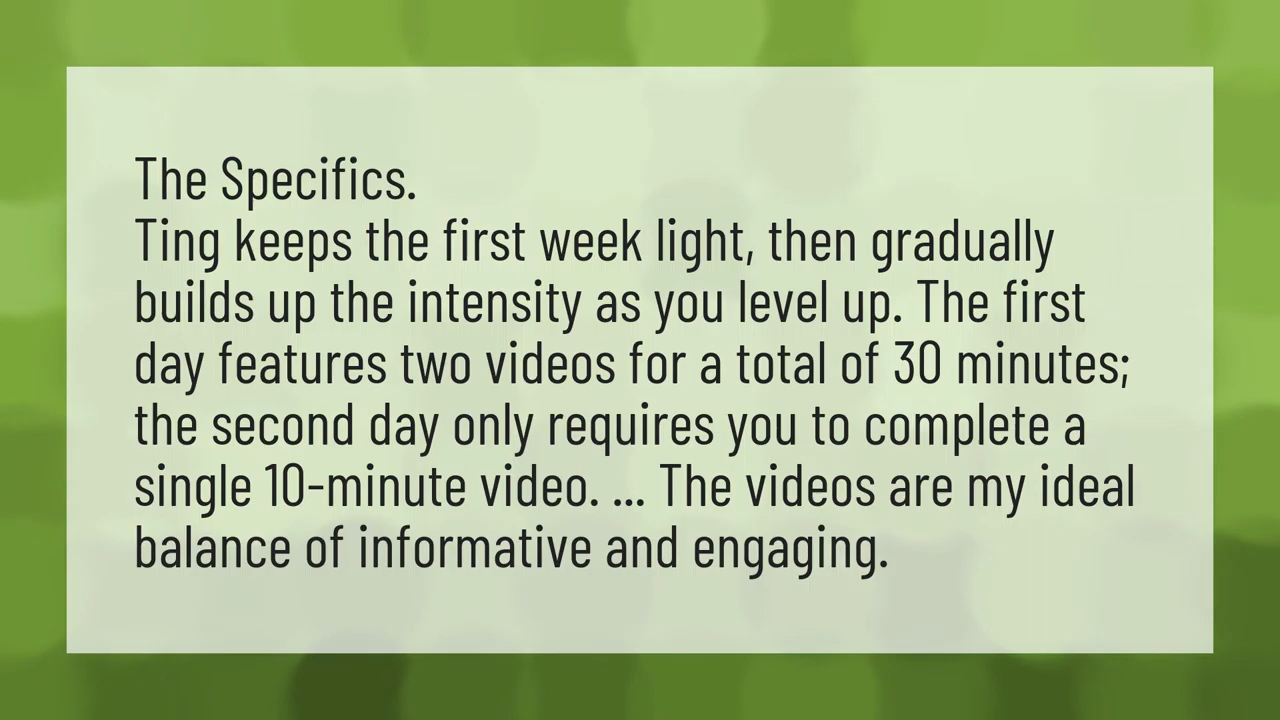 The Specifics.
Ting keeps the first week light, then gradually
builds up the intensity as you level up. The first
day features two videos for a total of 30 minutes;
the second day only requires you to complete a
single 10-minute video. ... The videos are my ideal
balance of informative and engaging.